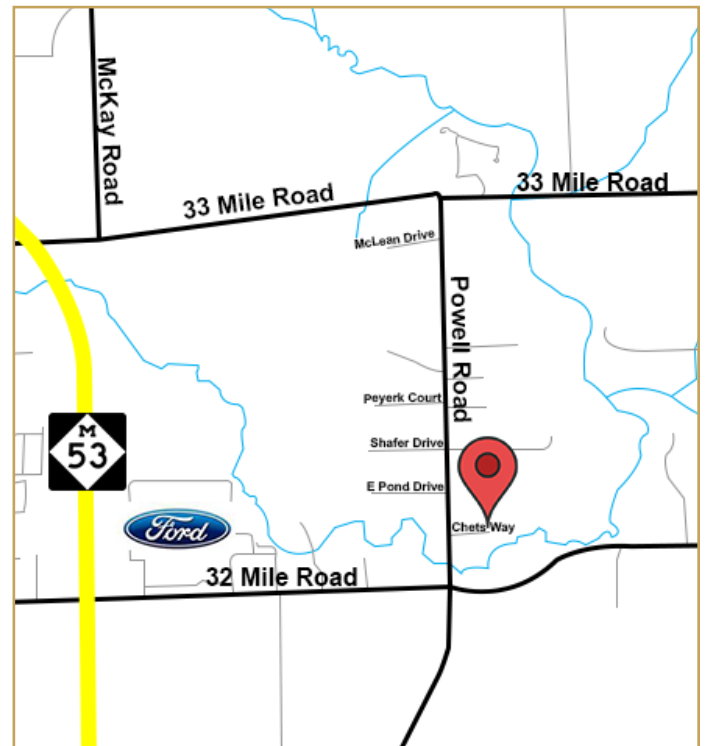 McKay Road
33 Mile Road
33 Mile Road
McLean Drive
Powell Road
Peyerk Court
M
53
Shafer Drive
E Pond Drive
Ford
Chets Way
32 Mile Road